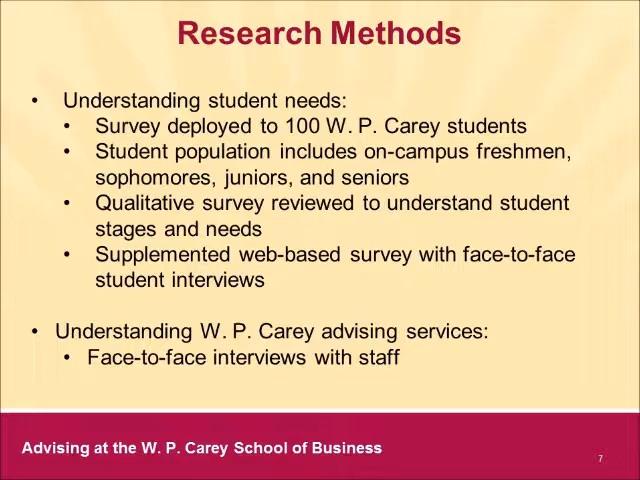 Research Methods
• Understanding student needs:
• Survey deployed to 100 W. P. Carey students
• Student population includes on-campus freshmen,
sophomores, juniors, and seniors
• Qualitative survey reviewed to understand student
stages and needs
• Supplemented web-based survey with face-to-face
student interviews
• Understanding W. P. Carey advising services:
• Face-to-face interviews with staff
Advising at the W. P. Carey School of Business
7